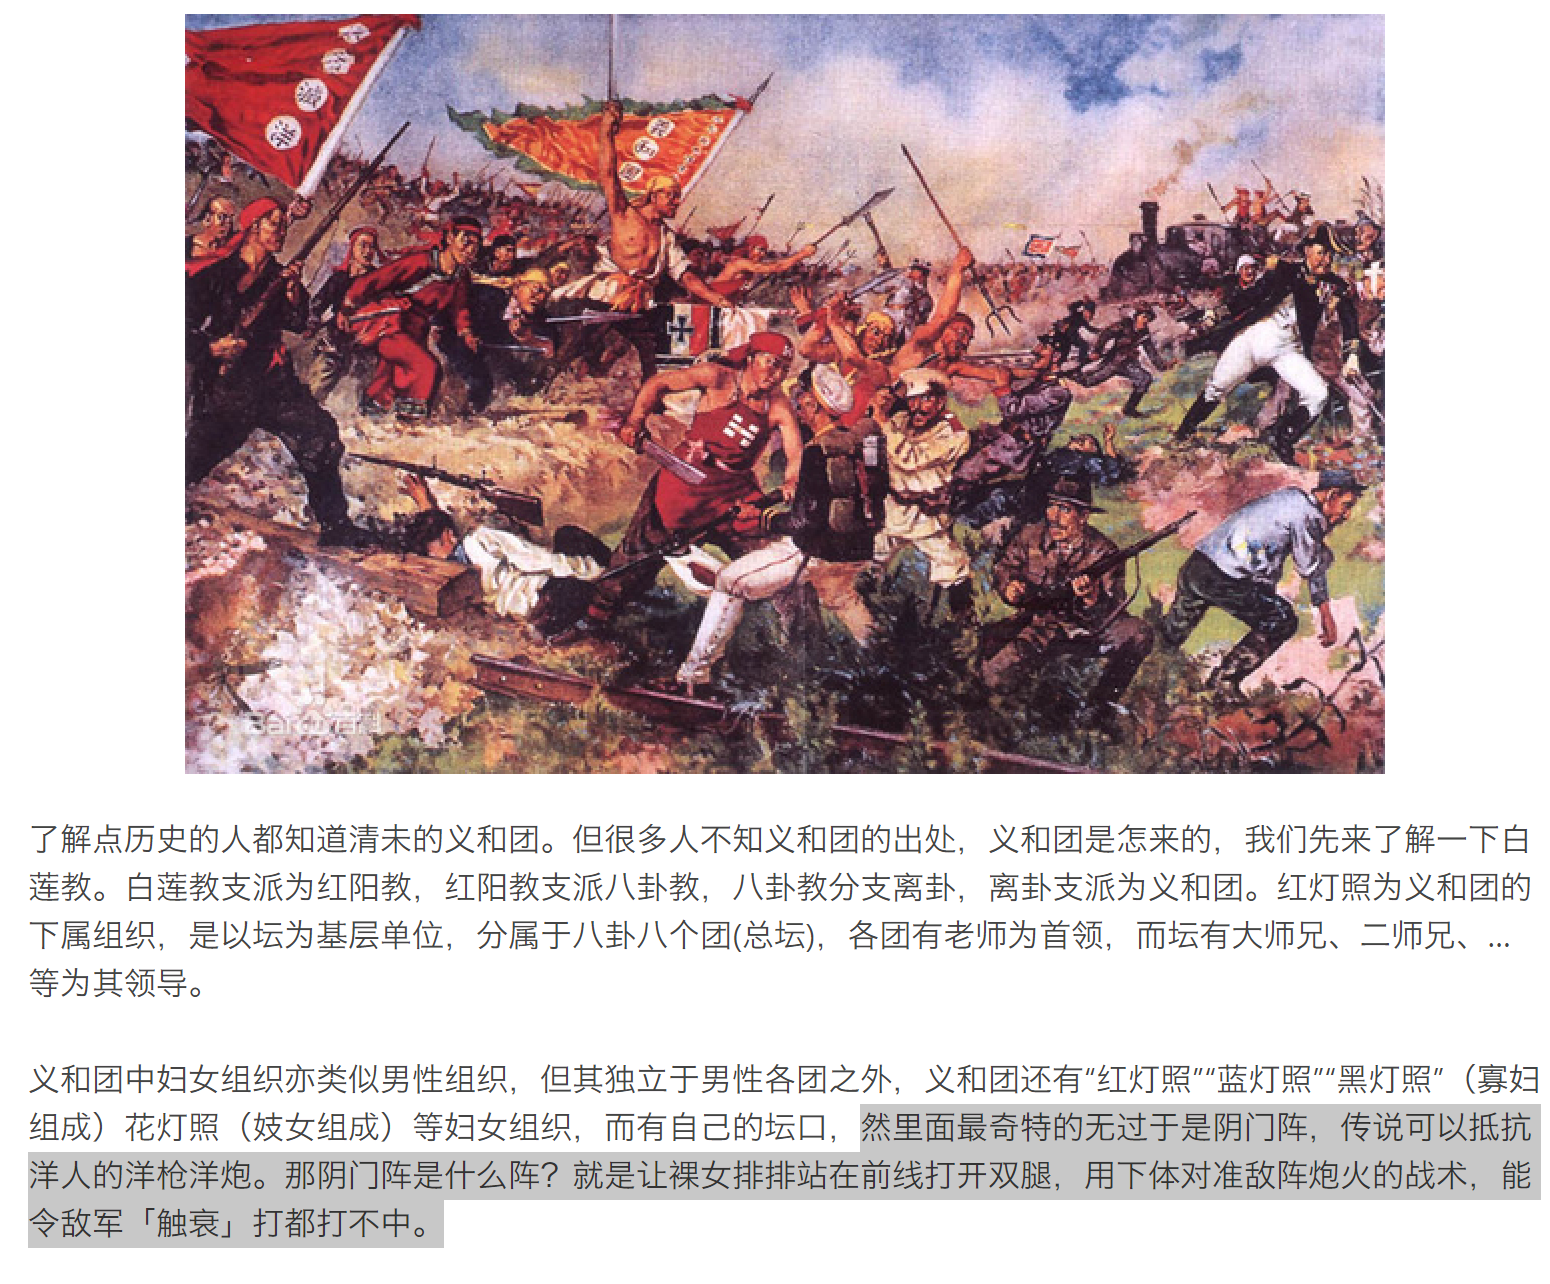 义和团
了解点历史的人都知道清未的义和团。但很多人不知义和团的出处，义和团是怎来的，我们先来了解一下白
莲教。白莲教支派为红阳教，红阳教支派八卦教，八卦教分支离卦，离卦支派为义和团。红灯照为义和团的
下属组织，是以坛为基层单位，分属于八卦八个团(总坛)，各团有老师为首领，而坛有大师兄、二师兄、...
等为其领导。
义和团中妇女组织亦类似男性组织，但其独立于男性各团之外，义和团还有“红灯照”“蓝灯照”“黑灯照”（寡妇
组成）花灯照（妓女组成）等妇女组织，而有自己的坛口，然里面最奇特的无过于是阴门阵，传说可以抵抗
洋人的洋枪洋炮。那阴门阵是什么阵？就是让裸女排排站在前线打开双腿，用下体对准敌阵炮火的战术，能
令敌军「触衰」打都打不中。